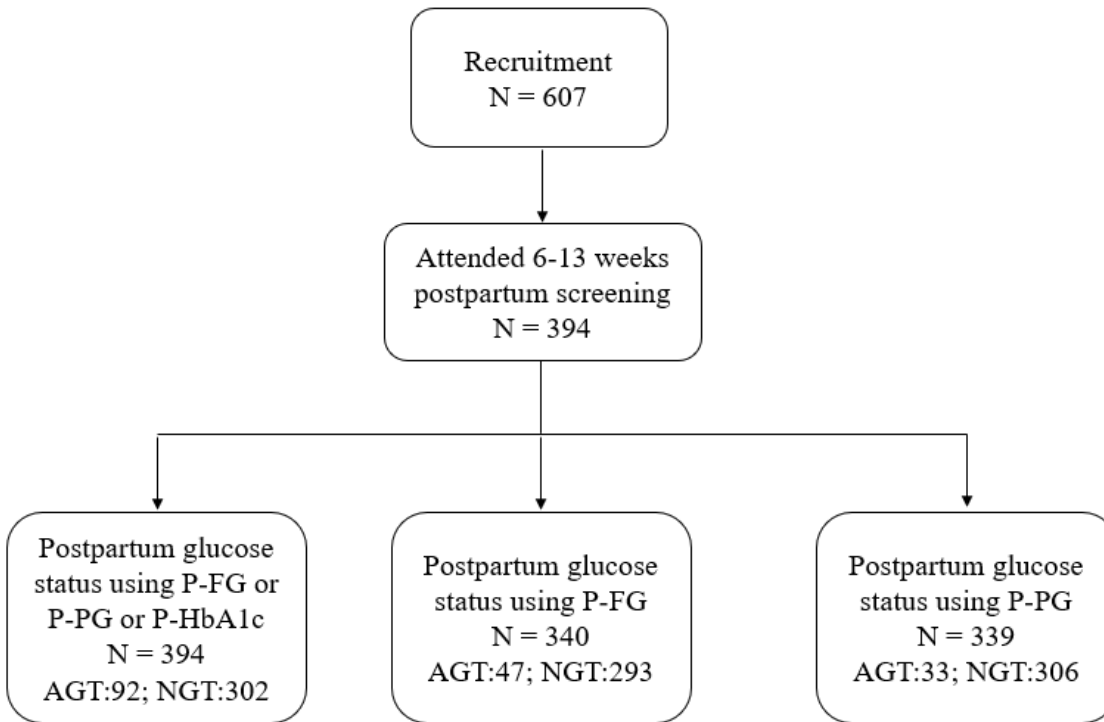 Recruitment
N = 607
Attended 6-13 weeks
postpartum screening
N = 394
Postpartum glucose
status using P-FG or
P-PG or P-HbA1c
N = 394
AGT:92; NGT:302
Postpartum glucose
status using P-FG
N = 340
AGT:47; NGT:293
Postpartum glucose
status using P-PG
N = 339
AGT:33; NGT:306